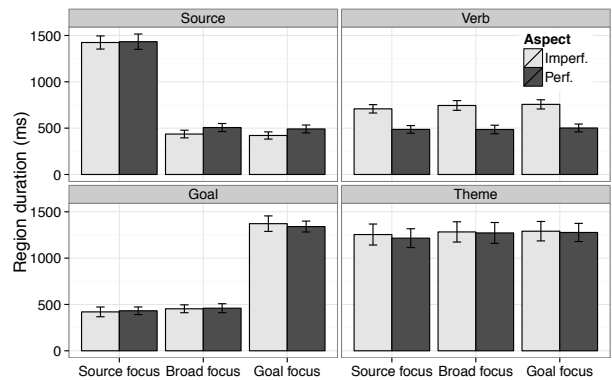 Source
Verb
1500
1000
500
0
Aspect
Imperf.
Perf.
Region duration (ms)
Goal
Theme
1500
1000
500
0
Source focus Broad focus Goal focus
Source focus Broad focus Goal focus